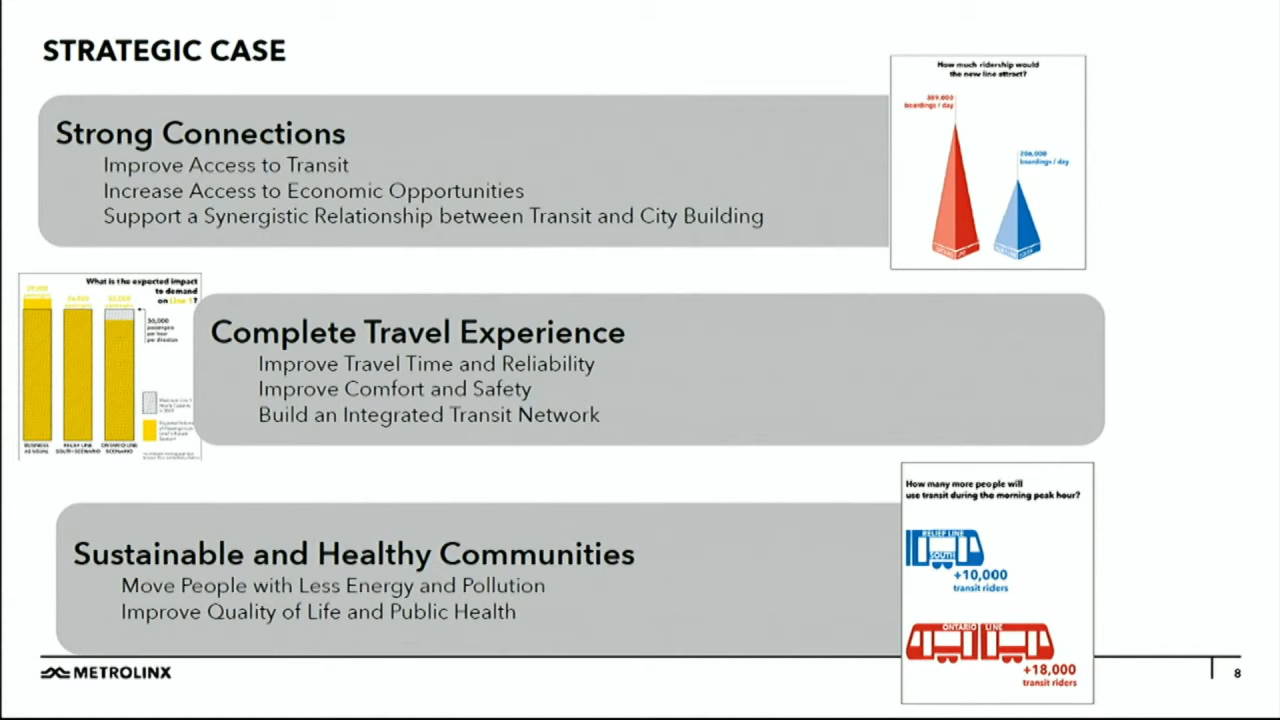 STRATEGIC CASE
How much ridership would
the new line attract?
389,000
boardings / day
206,000
boardings / day
Strong Connections
Improve Access to Transit
Increase Access to Economic Opportunities
Support a Synergistic Relationship between Transit and City Building
What is the expected impact
to demand
on Line 1?
30,000
passengers
per hour
per direction
BUSINESS
AS USUAL
RELIEF LINE
SOUTH SCENARIO
ONTARIO LINE
SCENARIO
Complete Travel Experience
Improve Travel Time and Reliability
Improve Comfort and Safety
Build an Integrated Transit Network
Sustainable and Healthy Communities
Move People with Less Energy and Pollution
Improve Quality of Life and Public Health
How many more people will
use transit during the morning peak hour?
RELIEF LINE
SOUTH
+10,000
transit riders
ONTARIO LINE
+18,000
transit riders
METROLINX
8